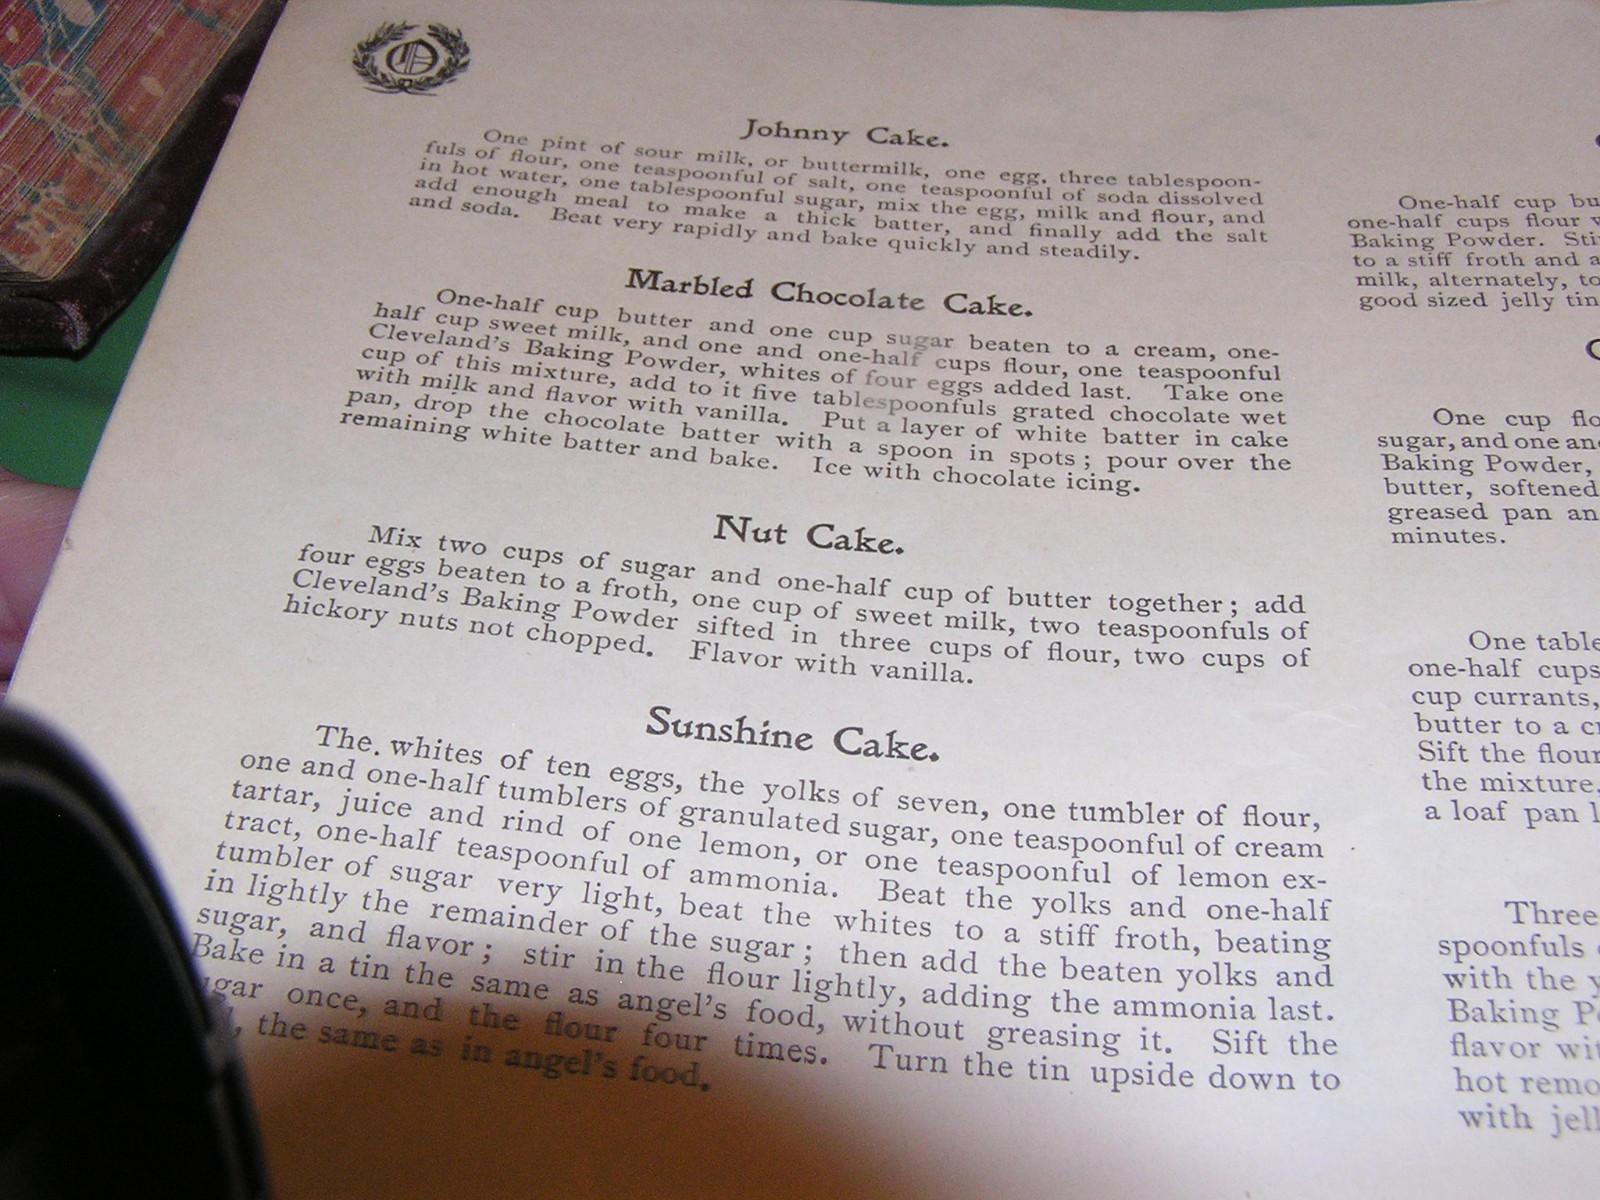 O
Johnny Cake.
One pint of sour milk, or buttermilk, one egg, three tablespoon-
fuls of flour, one teaspoonful of salt, one teaspoonful of soda dissolved
in hot water, one tablespoonful sugar, mix the egg, milk and flour, and
add enough meal to make a thick batter, and finally add the salt
and soda. Beat very rapidly and bake quickly and steadily.
Marbled Chocolate Cake.
One-half cup butter and one cup sugar beaten to a cream, one-
half cup sweet milk, and one and one-half cups flour, one teaspoonful
Cleveland's Baking Powder, whites of four eggs added last. Take one
cup of this mixture, add to it five tablespoonfuls grated chocolate wet
with milk and flavor with vanilla. Put a layer of white batter in cake
pan, drop the chocolate batter with a spoon in spots; pour over the
remaining white batter and bake. Ice with chocolate icing.
Nut Cake.
Mix two cups of sugar and one-half cup of butter together; add
four eggs beaten to a froth, one cup of sweet milk, two teaspoonfuls of
Cleveland's Baking Powder sifted in three cups of flour, two cups of
hickory nuts not chopped. Flavor with vanilla.
Sunshine Cake.
The whites of ten eggs, the yolks of seven, one tumbler of flour,
one and one-half tumblers of granulated sugar, one teaspoonful of cream
tartar, juice and rind of one lemon, or one teaspoonful of lemon ex-
tract, one-half teaspoonful of ammonia. Beat the yolks and one-half
tumbler of sugar very light, beat the whites to a stiff froth, beating
in lightly the remainder of the sugar; then add the beaten yolks and
sugar, and flavor; stir in the flour lightly, adding the ammonia last.
Bake in a tin the same as angel's food, without greasing it. Sift the
once, and the flour four times. Turn the tin upside down to
the same as in angel's food.
One-half cup
one-half cups flour
Baking Powder.
to a stiff froth and
milk, alternately, to
good sized jelly
One cup
sugar, and one
Baking Powder,
butter, softened
greased pan
minutes.
One
one-half cups
cup currants,
butter to a
Sift the
the mixture.
a loaf pan
Three
spoonfuls
with the
Baking
flavor
hot
with